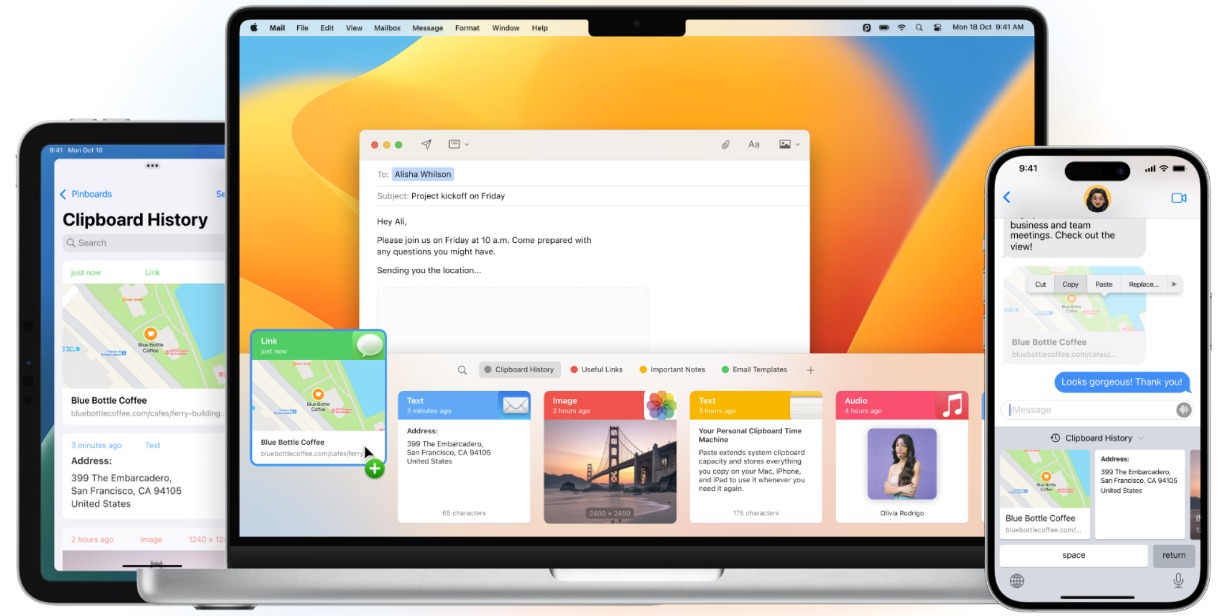 Mail File Edit View Mailbox Message Format Window Help
Mon 18 Oct 9:41 AM
To: Alisha Whilson
Subject: Project kickoff on Friday
Hey Ali,
Please join us on Friday at 10 a.m. Come prepared with
any questions you might have.
Sending you the location...
Link
just now
Blue Bottle
Coffee
Blue Bottle Coffee
bluebottlecoffee.com/cafes/ferry
Clipboard History Useful Links Important Notes Email Templates
Text
3 minutes ago
Address:
399 The Embarcadero,
San Francisco, CA 94105
United States
65 characters
Image
2 hours ago
2400 × 2400
Text
3 hours ago
Your Personal Clipboard Time
Machine
Paste extends system clipboard
capacity and stores everything
you copy on your Mac, iPhone,
and iPad to use it whenever you
need it again.
175 characters
Audio
4 hours ago
Olivia Rodrigo
9:41 Mon Oct 18
Pinboards
Se
Clipboard History
Search
just now Link
Blue Bottle
Coffee
Blue Bottle Coffee
bluebottlecoffee.com/cafes/ferry-building...
3 minutes ago Text
Address:
399 The Embarcadero,
San Francisco, CA 94105
United States
2 hours ago Image 1240 × 12
9:41
business and team
meetings. Check out the
view!
Cut Copy Paste Replace...
Blue Bottle
Coffee
Blue Bottle Coffee
bluebottlecoffee.com/cafes/...
Looks gorgeous! Thank you!
iMessage
Clipboard History
Blue Bottle
Coffee
Blue Bottle Coffee
bluebottlecoffee.com/...
Address:
399 The Embarcadero,
San Francisco, CA 94105
United States
space
return